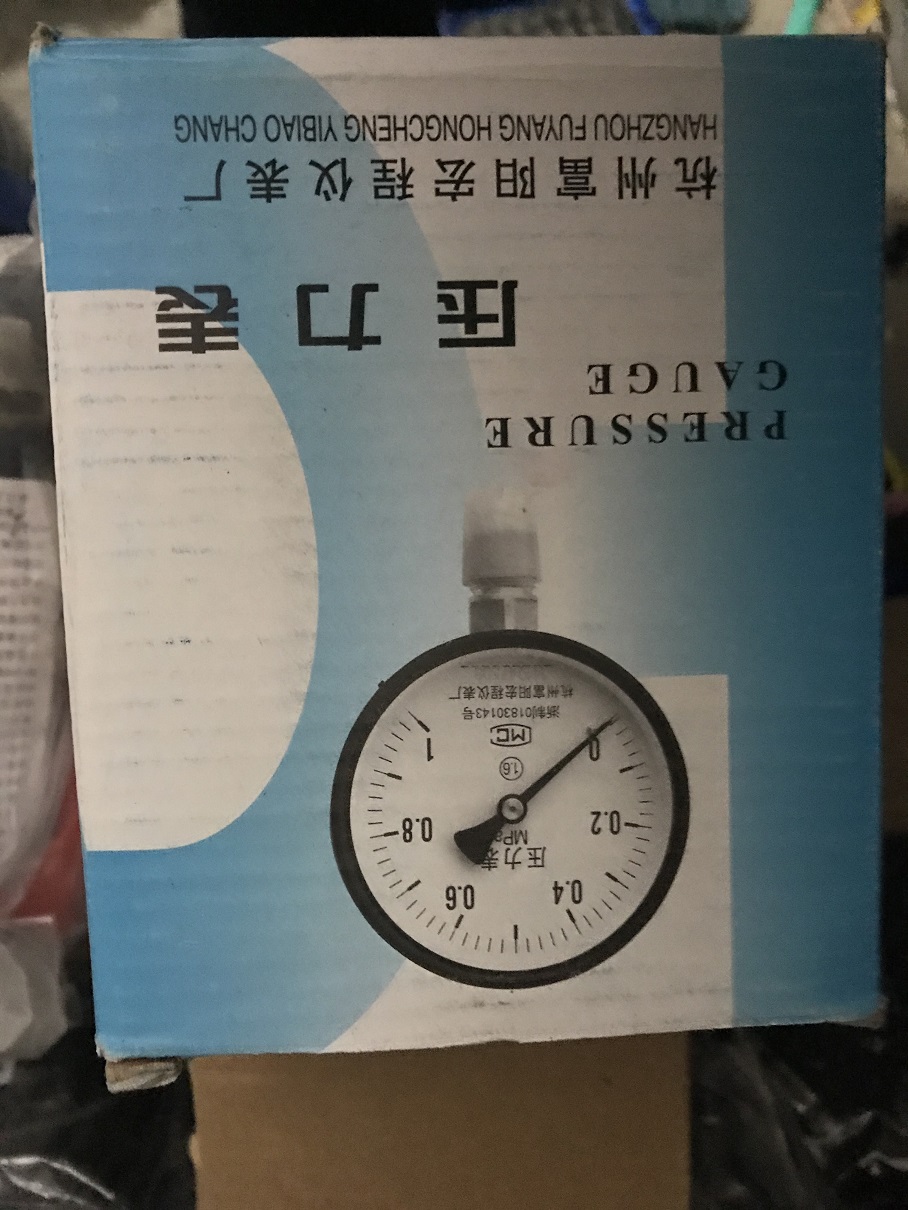 PRESSURE
GAUGE
压力表
杭州富阳宏程仪表厂
HANGZHOU FUYANG HONGCHENG YIBIAO CHANG
压力表
MPa
0
0.2
0.4
0.6
0.8
1
1.6
MC
浙制01830143号
杭州富阳宏程仪表厂